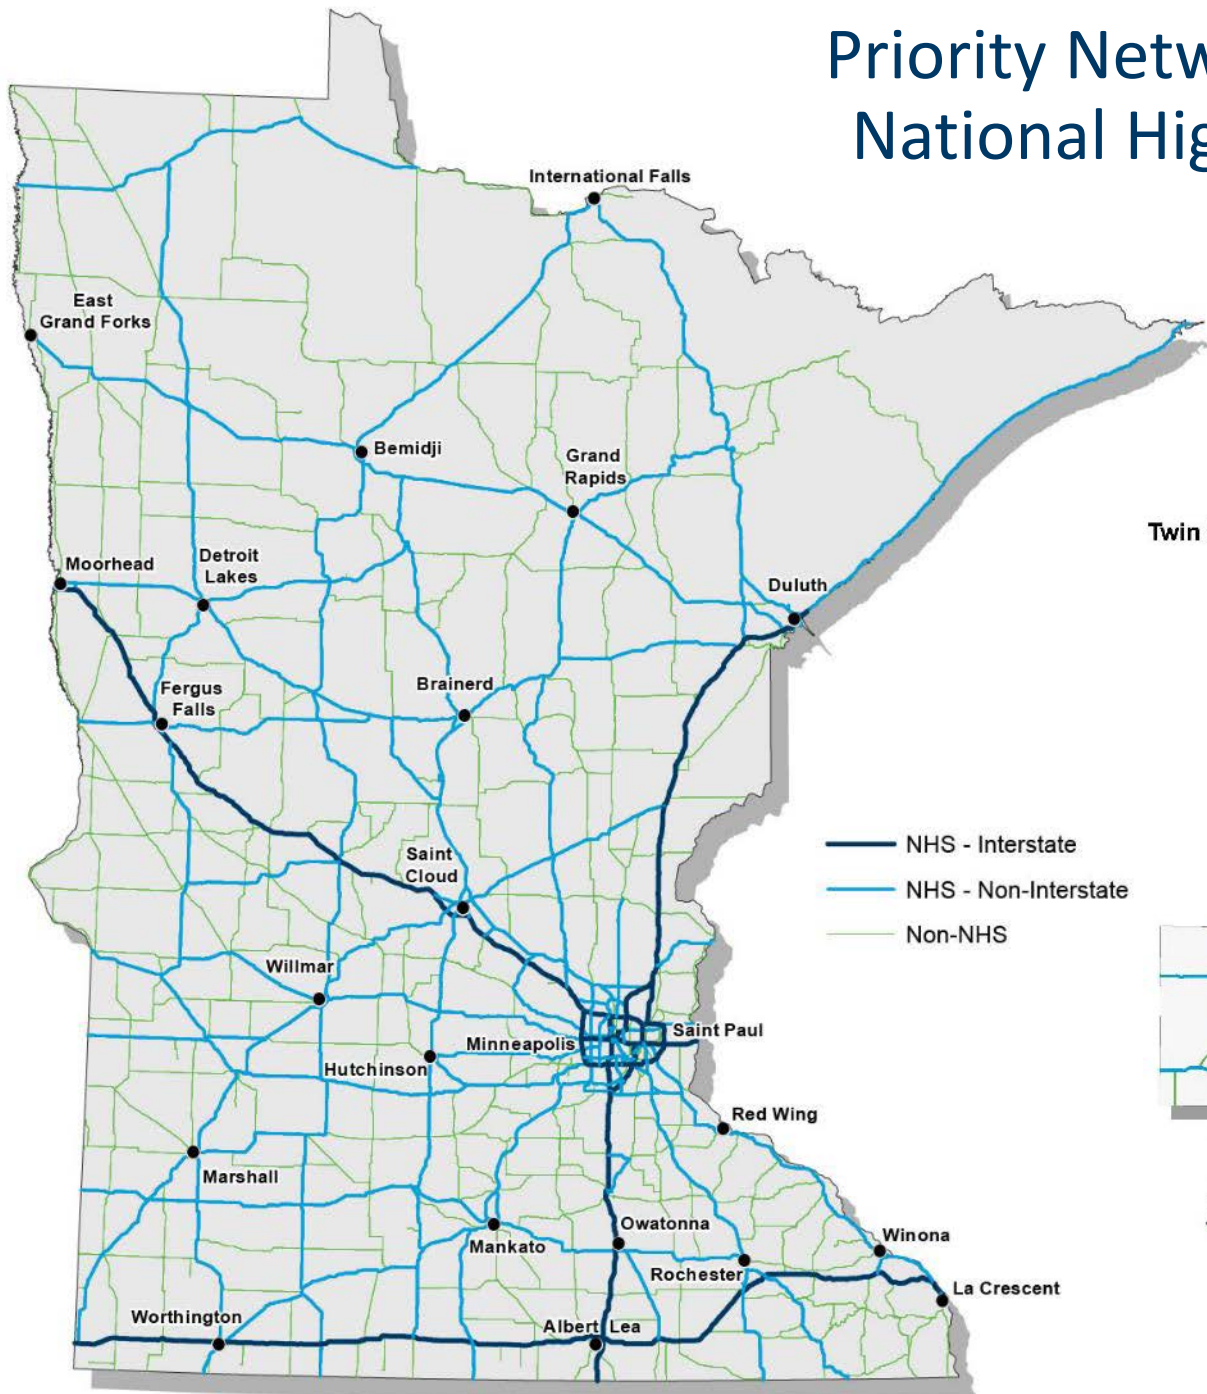 Priority Netw
National Hig
International Falls
East
Grand Forks
Bemidji
Grand
Rapids
Twin
Moorhead
Detroit
Lakes
Duluth
Fergus
Falls
Brainerd
NHS - Interstate
NHS - Non-Interstate
Non-NHS
Saint
Cloud
Willmar
Saint Paul
Minneapolis
Hutchinson
Red Wing
Marshall
Owatonna
Mankato
Winona
Rochester
La Crescent
Worthington
Albert Lea